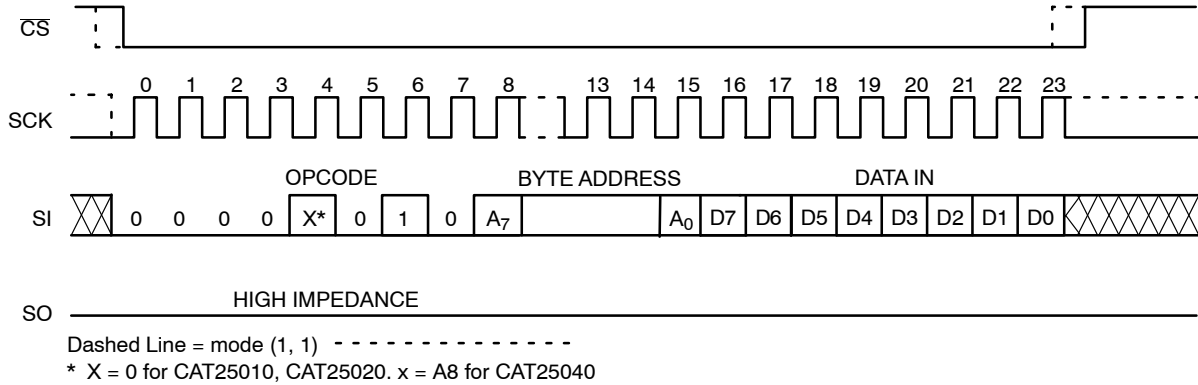 CS
0 1 2 3 4 5 6 7 8 13 14 15 16 17 18 19 20 21 22 23
SCK
OPCODE BYTE ADDRESS DATA IN
SI 0 0 0 0 X* 0 1 0 A7 A0 D7 D6 D5 D4 D3 D2 D1 D0
HIGH IMPEDANCE
SO
Dashed Line = mode (1, 1)
* X = 0 for CAT25010, CAT25020. x = A8 for CAT25040